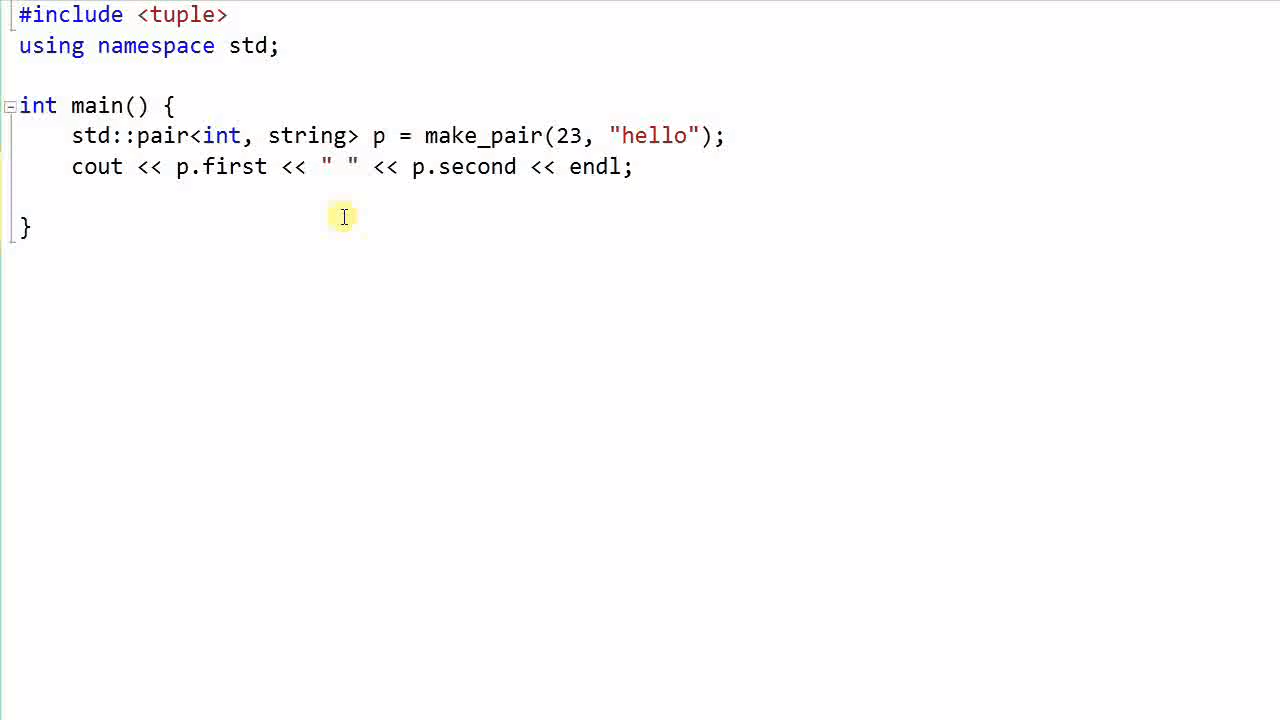 #include <tuple>
using namespace std;
int main() {
std::pair<int, string> p = make_pair(23, "hello");
cout << p.first << " " << p.second << endl;
}